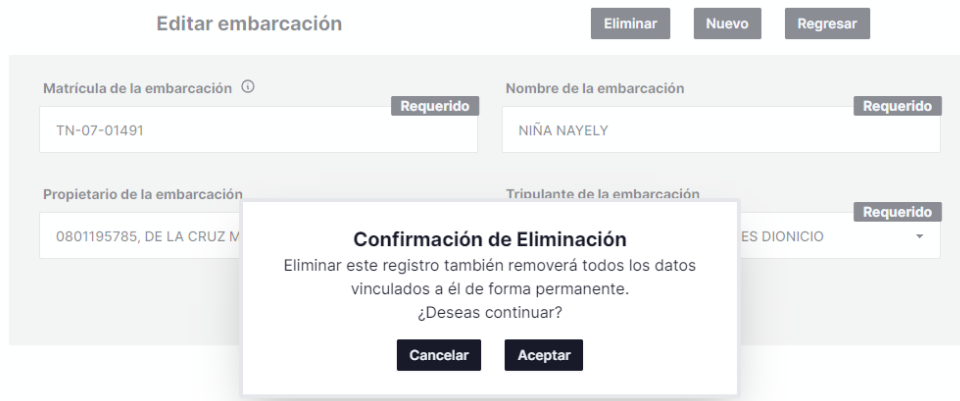 Editar embarcación
Eliminar
Nuevo
Regresar
Matrícula de la embarcación
Requerido
TN-07-01491
Nombre de la embarcación
Requerido
NIÑA NAYELY
Propietario de la embarcación
0801195785, DE LA CRUZ M
Tripulante de la embarcación
Requerido
ES DIONICIO
Confirmación de Eliminación
Eliminar este registro también removerá todos los datos
vinculados a él de forma permanente.
¿Deseas continuar?
Cancelar
Aceptar